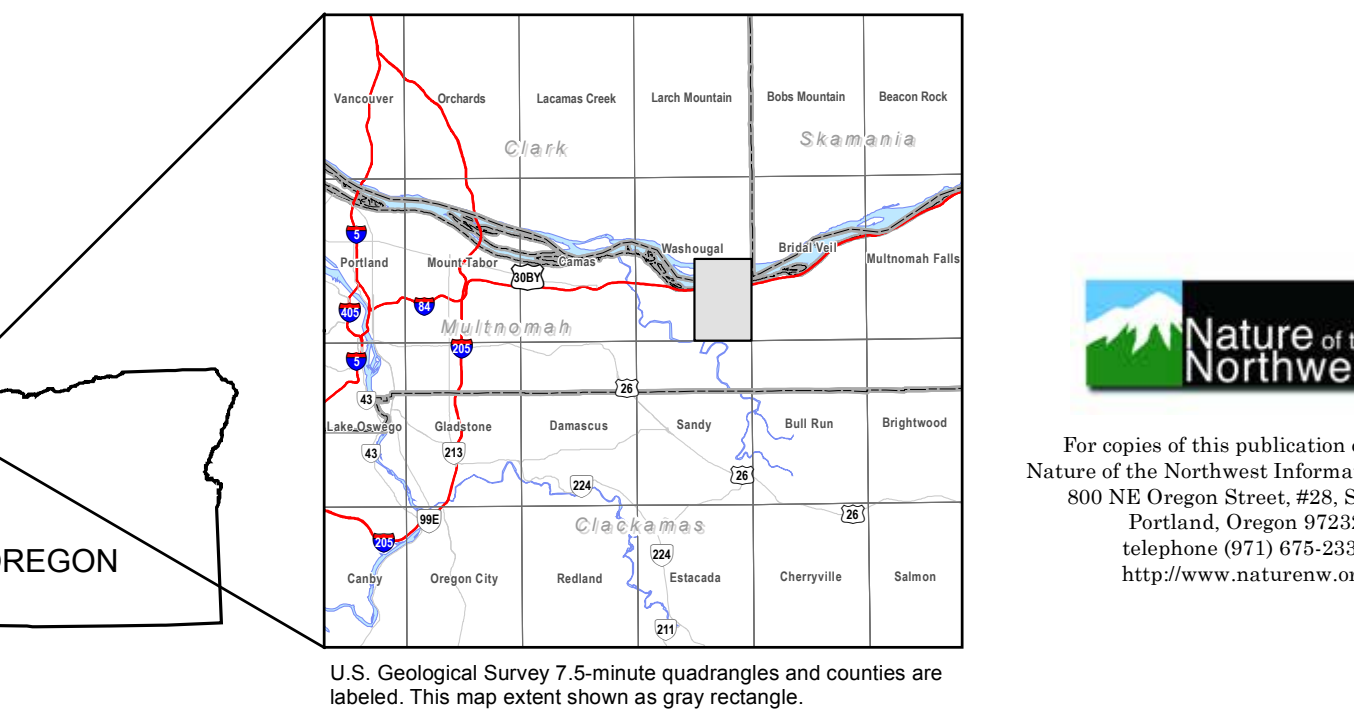 Vancouver Orchards Lacamas Creek Larch Mountain Bobs Mountain Beacon Rock
Clark Skamania
5 Portland Mount Tabor 30BY Camas Washougal Bridal Veil Multnomah Falls
405 84 Multnomah
5 205
43 26
Lake Oswego Gladstone Damascus Sandy Bull Run Brightwood
43 213 224 26
99E 26
205 Clackamas 224
Canby Oregon City Redland Estacada Cherryville Salmon
211
OREGON
U.S. Geological Survey 7.5-minute quadrangles and counties are
labeled. This map extent shown as gray rectangle.
Nature of t
Northwe
For copies of this publication
Nature of the Northwest Informa
800 NE Oregon Street, #28, S
Portland, Oregon 97232
telephone (971) 675-233
http://www.naturenw.or